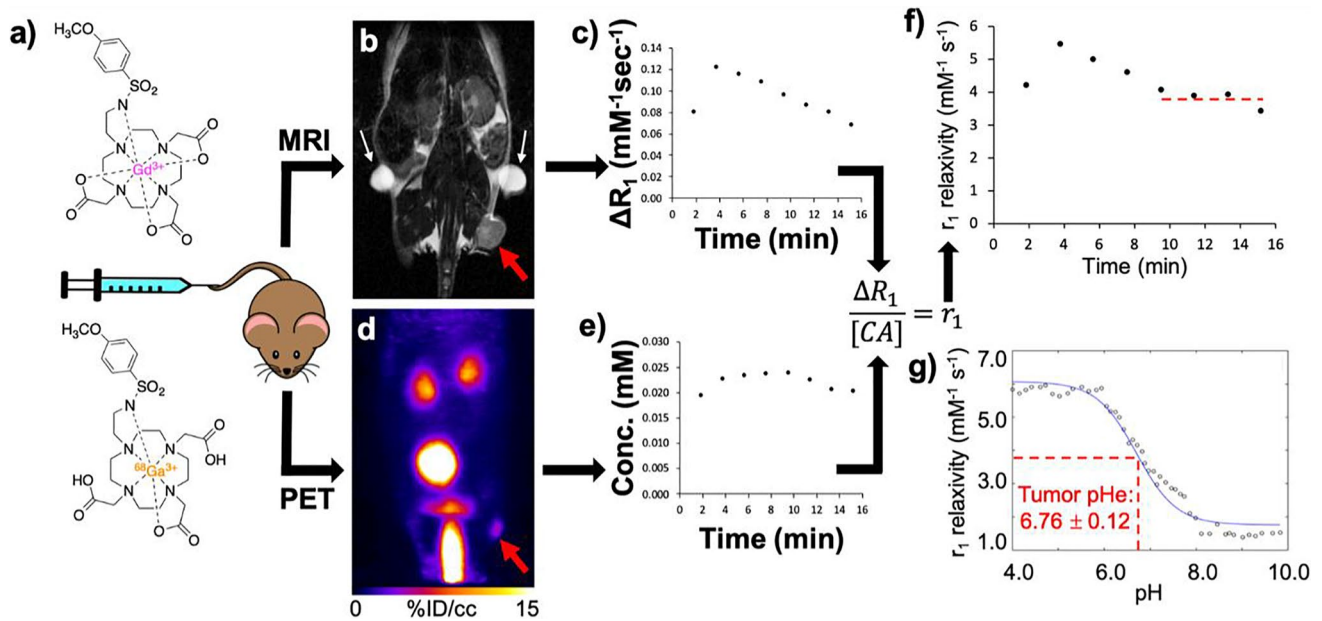 a)
H₃CO
SO₂
N
N
N
N
N
O
O
O
O
O
O
Gd³⁺
H₃CO
SO₂
N
N
N
N
N
O
OH
HO
O
O
O
⁶⁸Ga³⁺
MRI
PET
b
c)
ΔR₁ (mM⁻¹sec⁻¹)
0.14
0.12
0.10
0.08
0.06
0.04
0.02
0.00
0 2 4 6 8 10 12 14 16
Time (min)
d
0 %ID/cc 15
e)
Conc. (mM)
0.030
0.025
0.020
0.015
0.010
0.005
0.000
0 2 4 6 8 10 12 14 16
Time (min)
ΔR₁
[CA]
= r₁
f)
r₁ relaxivity (mM⁻¹ s⁻¹)
6
5
4
3
2
1
0
0 2 4 6 8 10 12 14 16
Time (min)
g)
r₁ relaxivity (mM⁻¹ s⁻¹)
7.0
5.0
3.0
1.0
Tumor pHe:
6.76 ± 0.12
4.0 6.0 8.0 10.0
pH